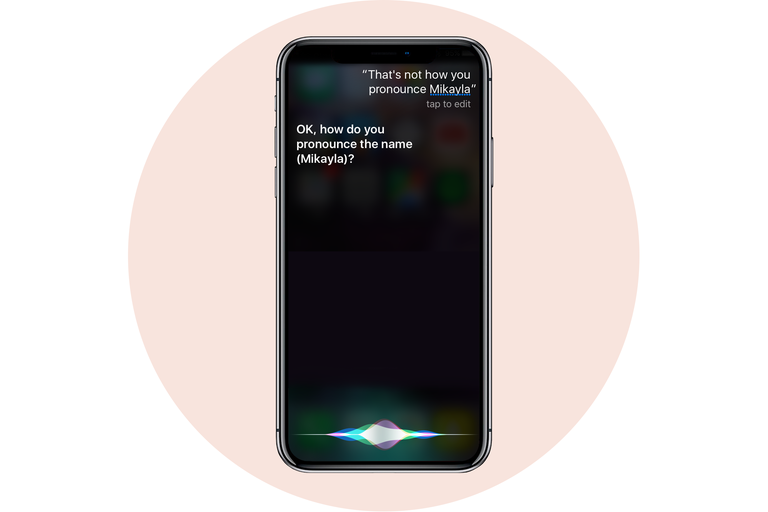 “That's not how you
pronounce Mikayla”
tap to edit
OK, how do you
pronounce the name
(Mikayla)?